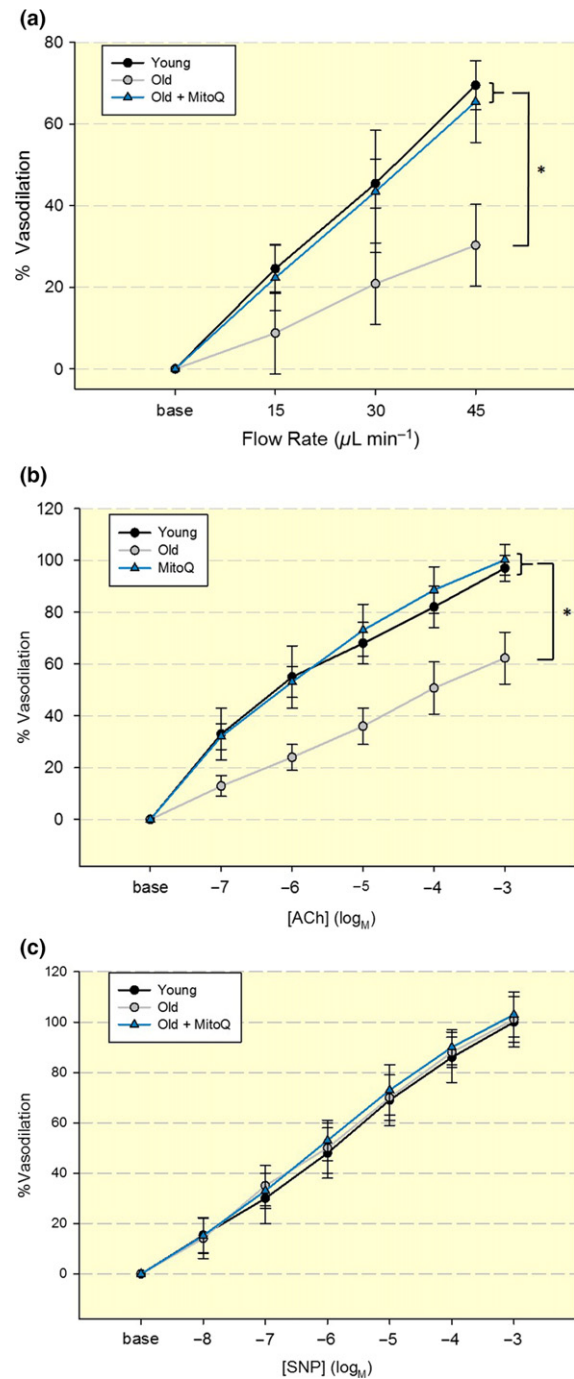 (a)
80
60
40
20
0
% Vasodilation
Young
Old
Old + MitoQ
*
base 15 30 45
Flow Rate (µL min⁻¹)
(b)
120
100
80
60
40
20
0
% Vasodilation
Young
Old
MitoQ
*
base −7 −6 −5 −4 −3
[ACh] (logM)
(c)
120
100
80
60
40
20
0
%Vasodilation
Young
Old
Old + MitoQ
base −8 −7 −6 −5 −4 −3
[SNP] (logM)